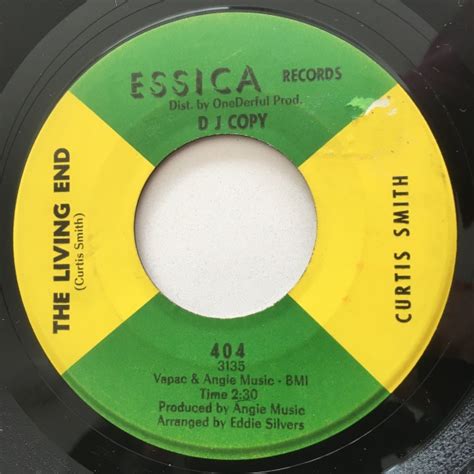 ESSICA RECORDS
Dist. by OneDerful Prod.
D J COPY
THE LIVING END
(Curtis Smith)
CURTIS SMITH
404
3135
Vapac & Angie Music - BMI
Time 2:30
Produced by Angie Music
Arranged by Eddie Silvers